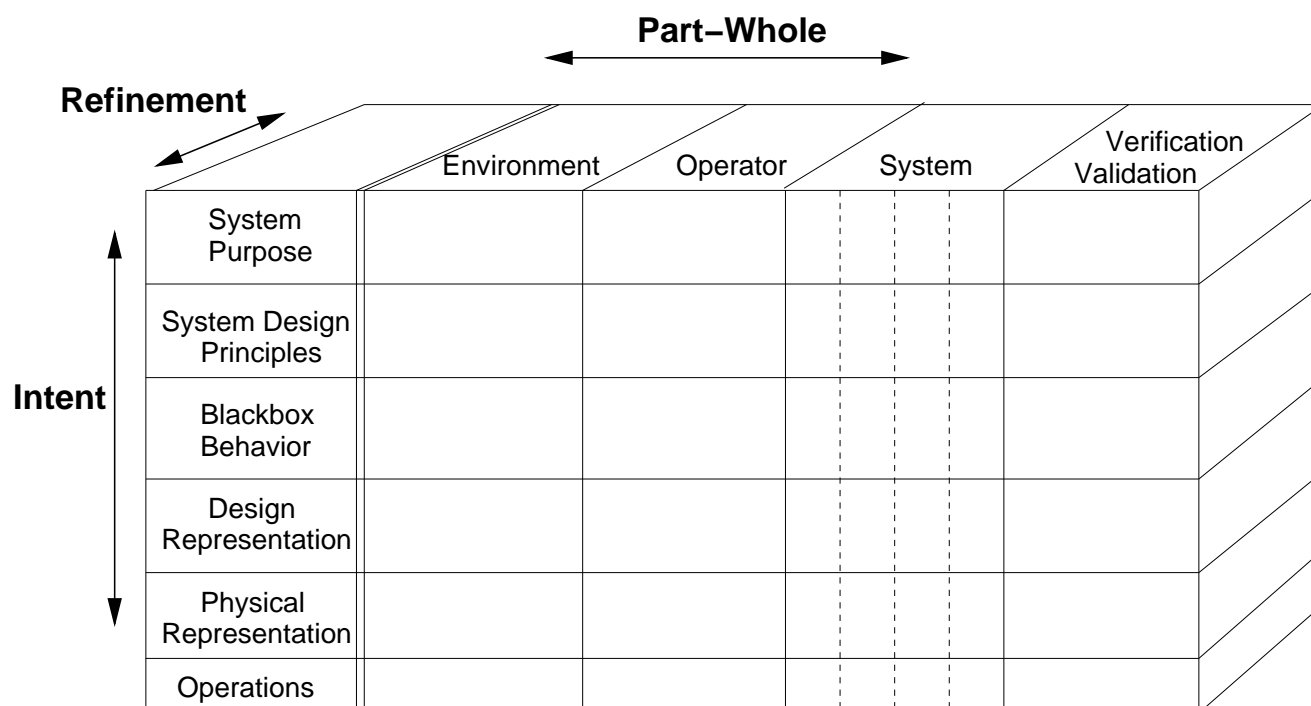 Part–Whole
Refinement
Verification
Environment
Operator
System
Validation
System
Purpose
System Design
Principles
Intent
Blackbox
Behavior
Design
Representation
Physical
Representation
Operations